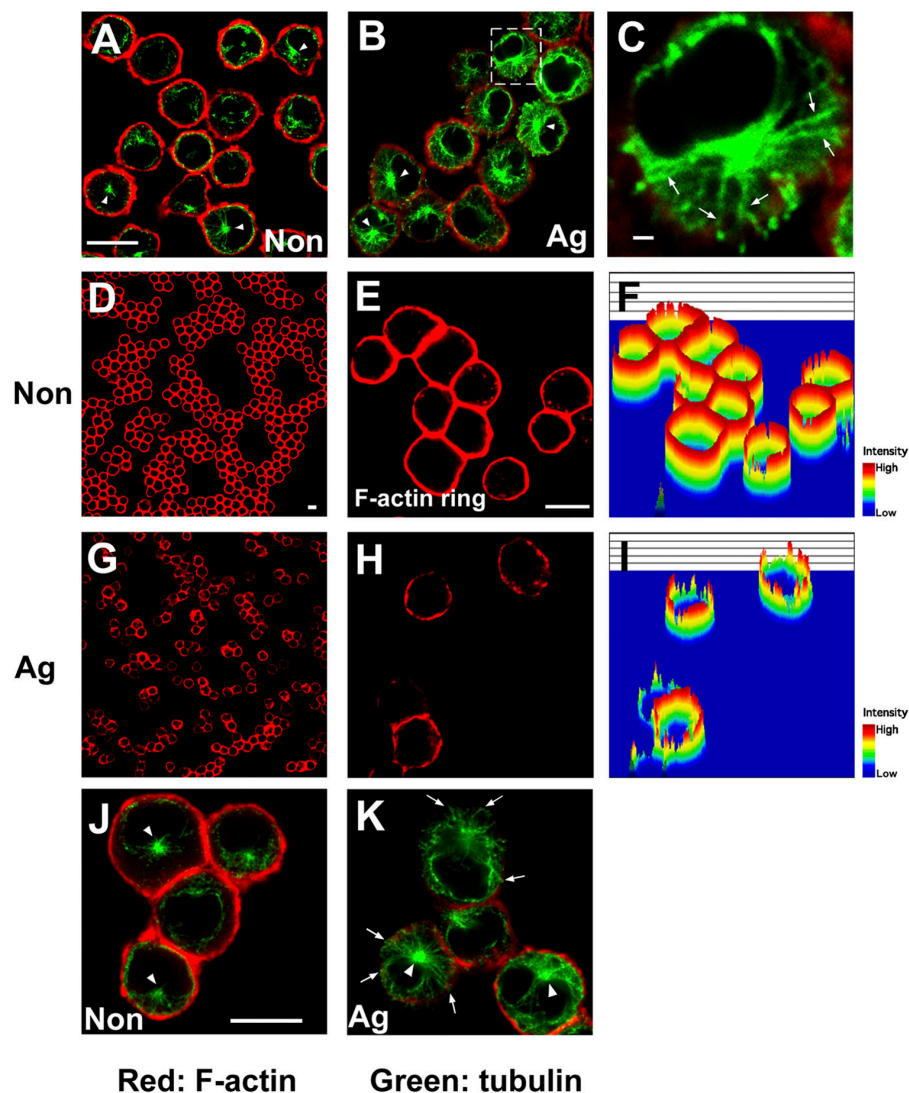 A
B
C
Non
Ag
D
E
F
Non
F-actin ring
Intensity
High
Low
G
H
I
Ag
Intensity
High
Low
J
K
Non
Ag
Red: F-actin
Green: tubulin